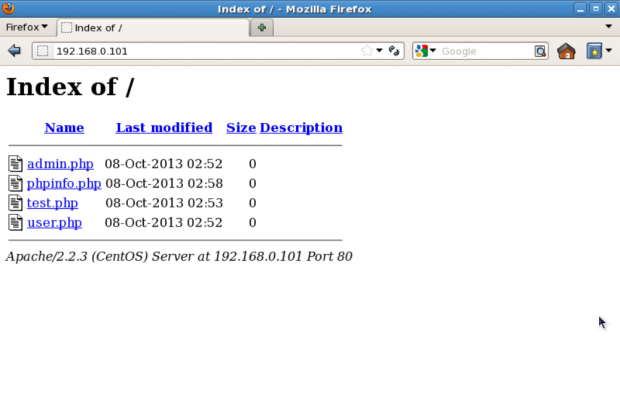 Index of / - Mozilla Firefox
Firefox
Index of /
192.168.0.101
Google
Index of /
Name Last modified Size Description
admin.php 08-Oct-2013 02:52 0
phpinfo.php 08-Oct-2013 02:58 0
test.php 08-Oct-2013 02:53 0
user.php 08-Oct-2013 02:52 0
Apache/2.2.3 (CentOS) Server at 192.168.0.101 Port 80